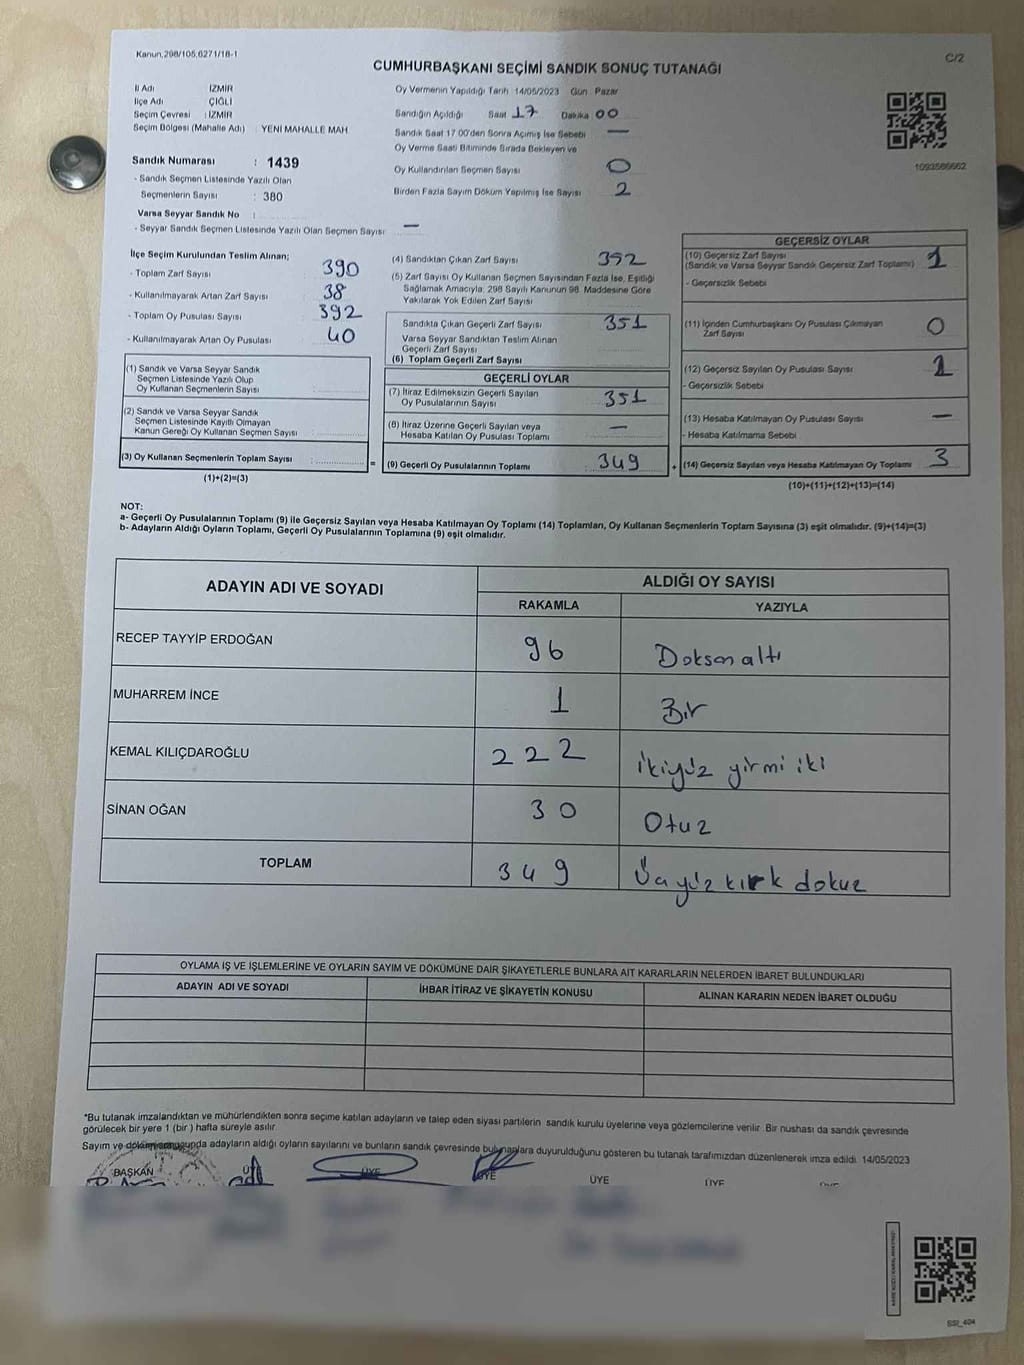 Kanun.298/105,6271/18-1
C/2
CUMHURBAŞKANI SEÇİMİ SANDIK SONUÇ TUTANAĞI
İl Adı İZMİR
İlçe Adı ÇİĞLİ
Seçim Çevresi : İZMİR
Seçim Bölgesi (Mahalle Adı) : YENİ MAHALLE MAH
Sandık Numarası : 1439
- Sandık Seçmen Listesinde Yazılı Olan
Seçmenlerin Sayısı : 380
Varsa Seyyar Sandık No :
- Seyyar Sandık Seçmen Listesinde Yazılı Olan Seçmen Sayısı —
Oy Vermenin Yapıldığı Tarih 14/05/2023 Gün Pazar
Sandığın Açıldığı Saat 17 Dakika 00
Sandık Saat 17 00'den Sonra Açımış İse Sebebi —
Oy Verme Saati Bitiminde Sırada Bekleyen ve
Oy Kullandırılan Seçmen Sayısı 0
Birden Fazla Sayım Döküm Yapılmış İse Sayısı 2
1093586662
İlçe Seçim Kurulundan Teslim Alınan;
- Toplam Zarf Sayısı 390
- Kullanılmayarak Artan Zarf Sayısı 38
- Toplam Oy Pusulası Sayısı 392
- Kullanılmayarak Artan Oy Pusulası 40
(1) Sandık ve Varsa Seyyar Sandık
Seçmen Listesinde Yazılı Olup
Oy Kullanan Seçmenlerin Sayısı :
(2) Sandık ve Varsa Seyyar Sandık
Seçmen Listesinde Kayıtlı Olmayan
Kanun Gereği Oy Kullanan Seçmen Sayısı :
(3) Oy Kullanan Seçmenlerin Toplam Sayısı :
(1)+(2)=(3)
(4) Sandıktan Çıkan Zarf Sayısı 352
(5) Zarf Sayısı Oy Kullanan Seçmen Sayısından Fazla İse, Eşitliği
Sağlamak Amacıyla, 298 Sayılı Kanunun 98. Maddesine Göre
Yakılarak Yok Edilen Zarf Sayısı
Sandıkta Çıkan Geçerli Zarf Sayısı 351
Varsa Seyyar Sandıktan Teslim Alınan
Geçerli Zarf Sayısı
(6) Toplam Geçerli Zarf Sayısı
GEÇERLİ OYLAR
(7) İtiraz Edilmeksizin Geçerli Sayılan
Oy Pusulalarının Sayısı 351
(8) İtiraz Üzerine Geçerli Sayılan veya
Hesaba Katılan Oy Pusulası Toplamı —
= (9) Geçerli Oy Pusulalarının Toplamı 349
GEÇERSİZ OYLAR
(10) Geçersiz Zarf Sayısı
(Sandık ve Varsa Seyyar Sandık Geçersiz Zarf Toplamı) 1
- Geçersizlik Sebebi
(11) İçinden Cumhurbaşkanı Oy Pusulası Çıkmayan
Zarf Sayısı 0
(12) Geçersiz Sayılan Oy Pusulası Sayısı
- Geçersizlik Sebebi
(13) Hesaba Katılmayan Oy Pusulası Sayısı —
- Hesaba Katılmama Sebebi
+ (14) Geçersiz Sayılan veya Hesaba Katılmayan Oy Toplamı 3
(10)+(11)+(12)+(13)=(14)
NOT:
a- Geçerli Oy Pusulalarının Toplamı (9) ile Geçersiz Sayılan veya Hesaba Katılmayan Oy Toplamı (14) Toplamları, Oy Kullanan Seçmenlerin Toplam Sayısına (3) eşit olmalıdır. (9)+(14)=(3)
b- Adayların Aldığı Oyların Toplamı, Geçerli Oy Pusulalarının Toplamına (9) eşit olmalıdır.
ADAYIN ADI VE SOYADI ALDIĞI OY SAYISI
RAKAMLA YAZIYLA
RECEP TAYYİP ERDOĞAN 96 Doksan altı
MUHARREM İNCE 1 Bir
KEMAL KILIÇDAROĞLU 222 İkiyüz yirmi iki
SİNAN OĞAN 30 Otuz
TOPLAM 349 Üçyüz kırk dokuz
OYLAMA İŞ VE İŞLEMLERİNE VE OYLARIN SAYIM VE DÖKÜMÜNE DAİR ŞİKAYETLERLE BUNLARA AİT KARARLARIN NELERDEN İBARET BULUNDUKLARI
ADAYIN ADI VE SOYADI İHBAR İTİRAZ VE ŞİKAYETİN KONUSU ALINAN KARARIN NEDEN İBARET OLDUĞU
*Bu tutanak imzalandıktan ve mühürlendikten sonra seçime katılan adayların ve talep eden siyasi partilerin sandık kurulu üyelerine veya gözlemcilerine verilir. Bir nüshası da sandık çevresinde
görülecek bir yere 1 (bir ) hafta süreyle asılır.
Sayım ve dökümü adayların aldığı oyların sayılarını ve bunların sandık çevresinde bulunanlara duyurulduğunu gösteren bu tutanak tarafımızdan düzenlenerek imza edildi. 14/05/2023
BAŞKAN ÜYE ÜYE ÜYE ÜYE ÜYE
SSI_404